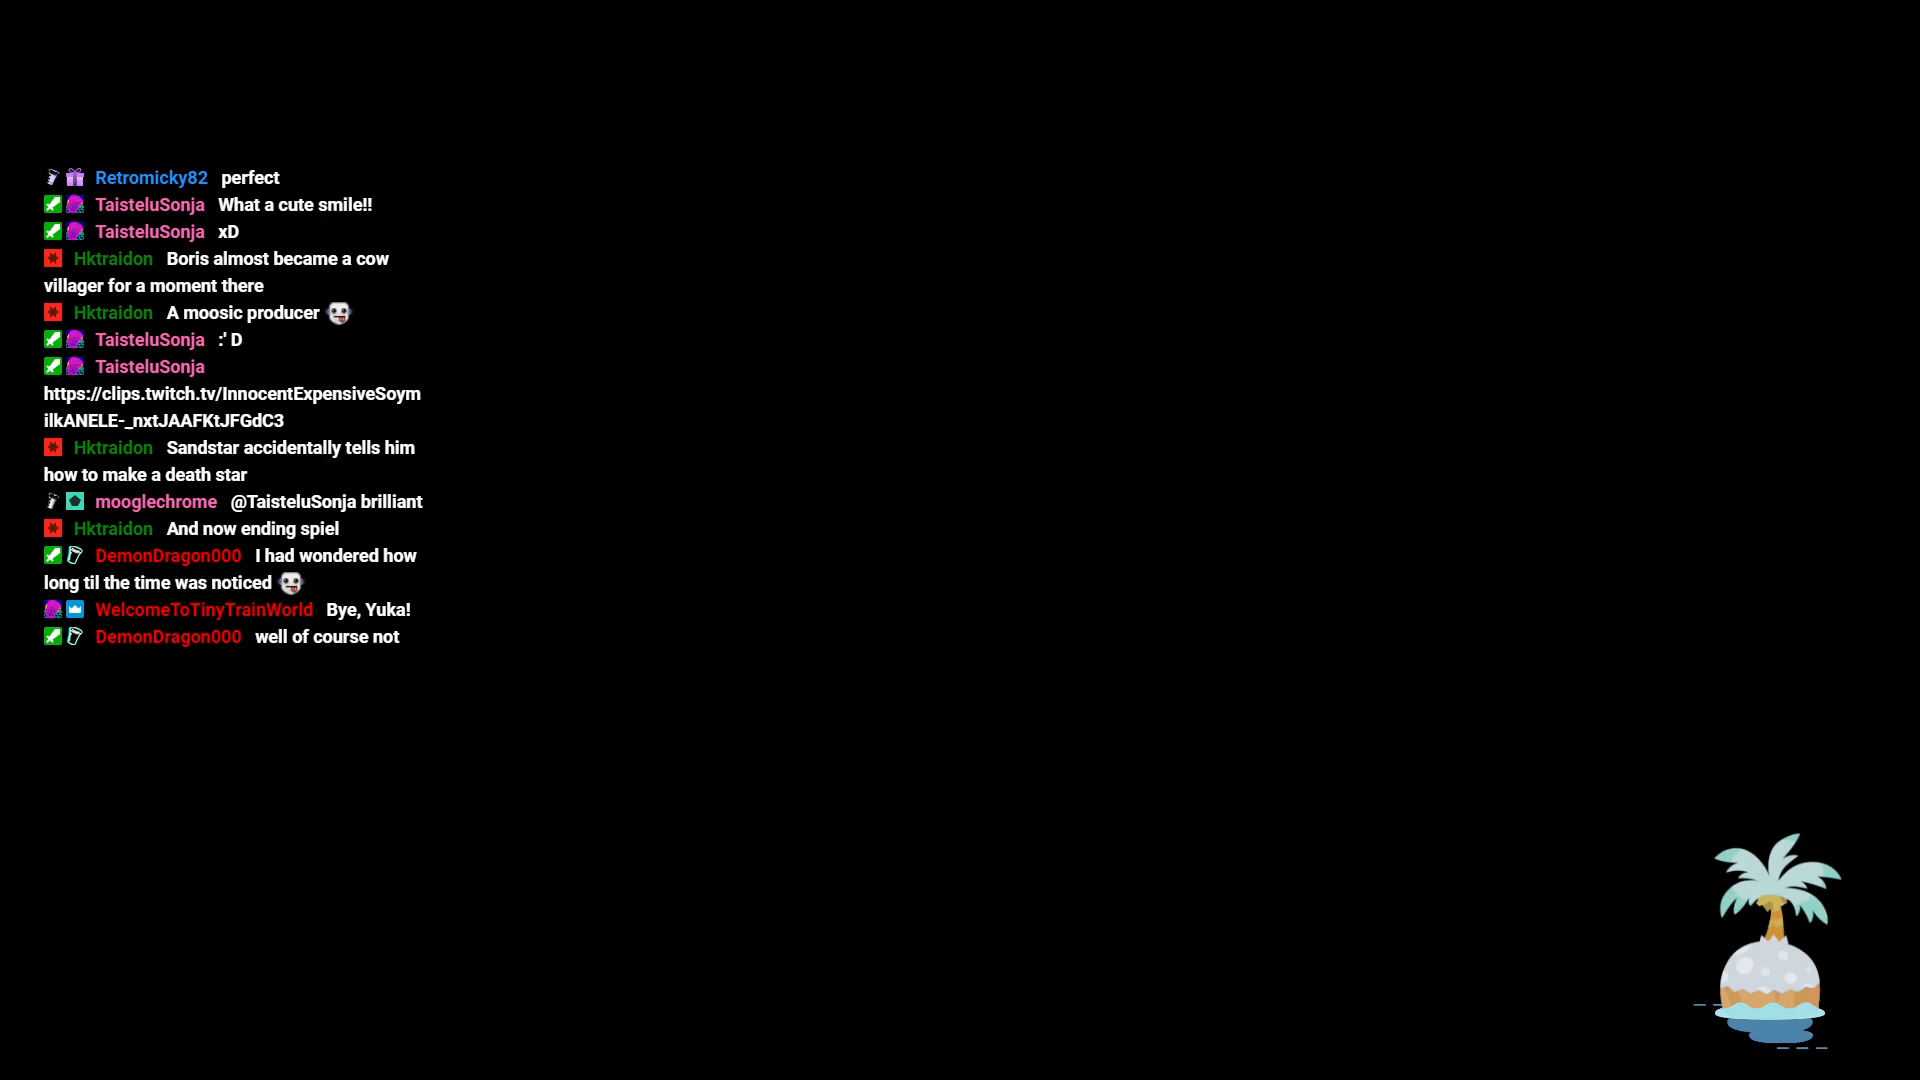 Retromicky82 perfect
TaisteluSonja What a cute smile!!
TaisteluSonja xD
Hktraidon Boris almost became a cow
villager for a moment there
Hktraidon A moosic producer
TaisteluSonja :' D
TaisteluSonja
https://clips.twitch.tv/InnocentExpensiveSoym
ilkANELE-_nxtJAAFKtJFGdC3
Hktraidon Sandstar accidentally tells him
how to make a death star
mooglechrome @TaisteluSonja brilliant
Hktraidon And now ending spiel
DemonDragon000 I had wondered how
long til the time was noticed
WelcomeToTinyTrainWorld Bye, Yuka!
DemonDragon000 well of course not